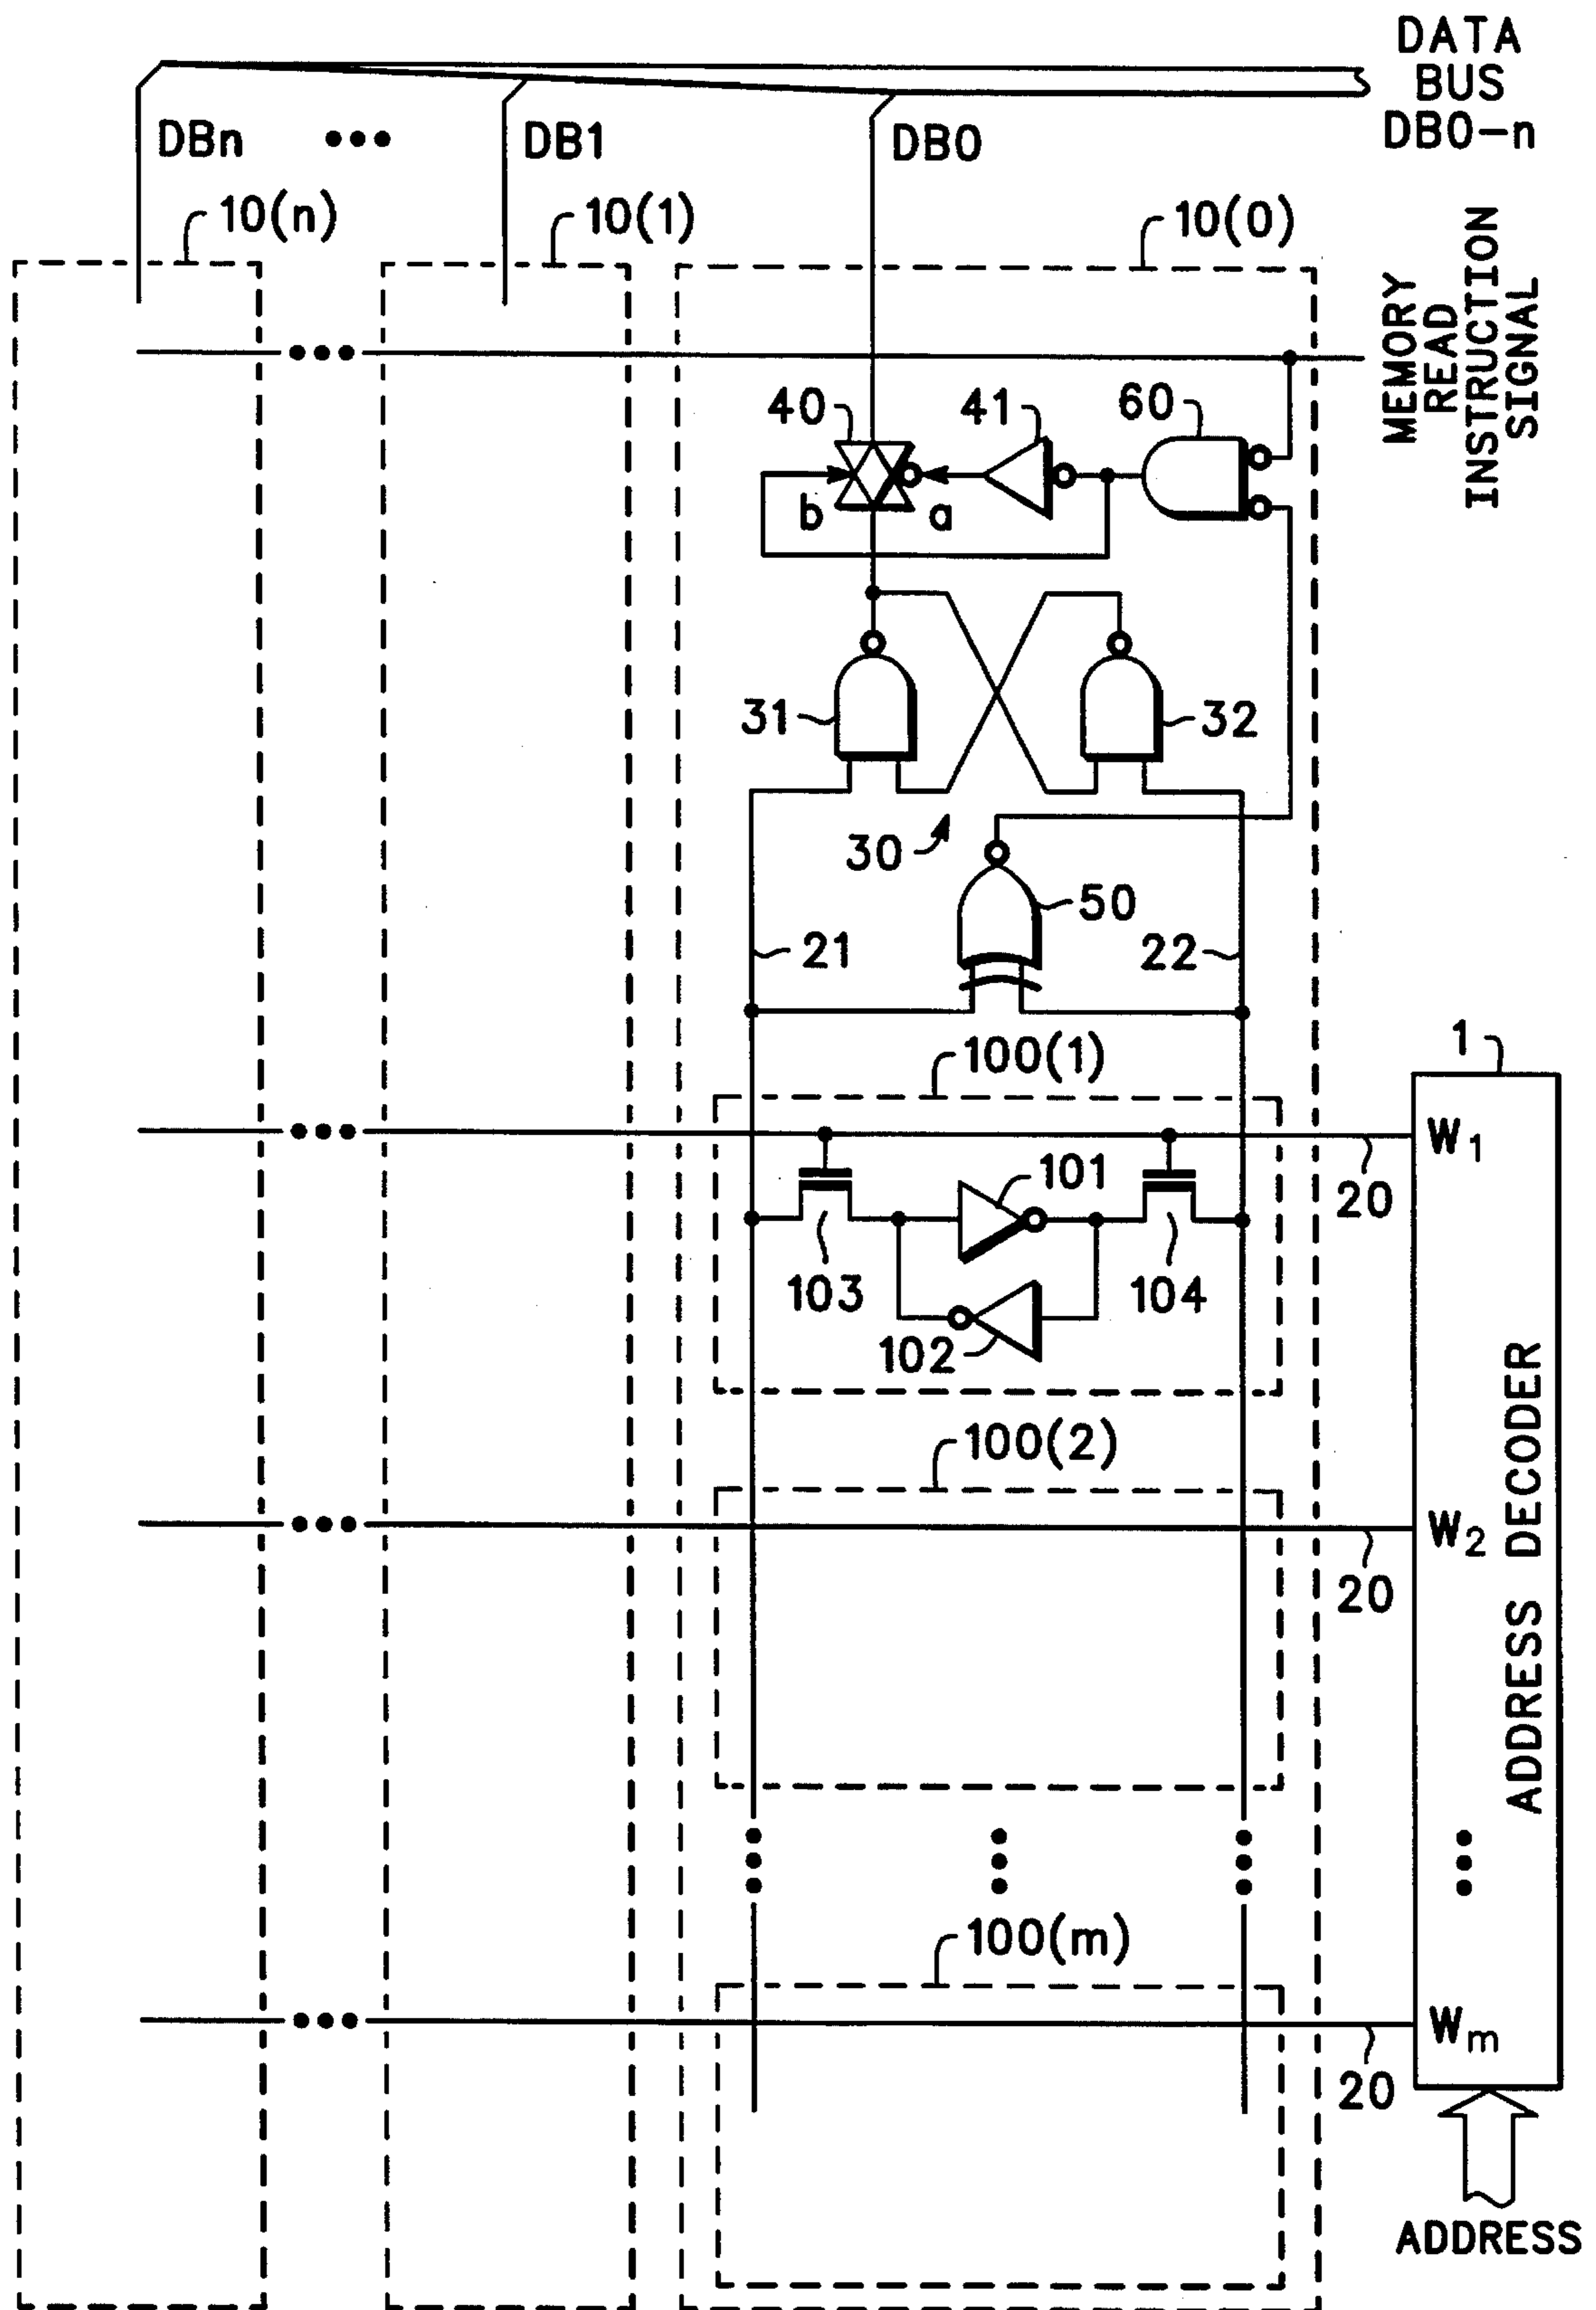 DATA
BUS
DB0-n
DBn
DB1
DB0
10(n)
10(1)
10(0)
MEMORY
READ
INSTRUCTION
SIGNAL
40
41
60
b
a
31
32
30
50
21
22
100(1)
1
W1
20
101
103
104
102
100(2)
W2
20
ADDRESS DECODER
100(m)
Wm
20
ADDRESS